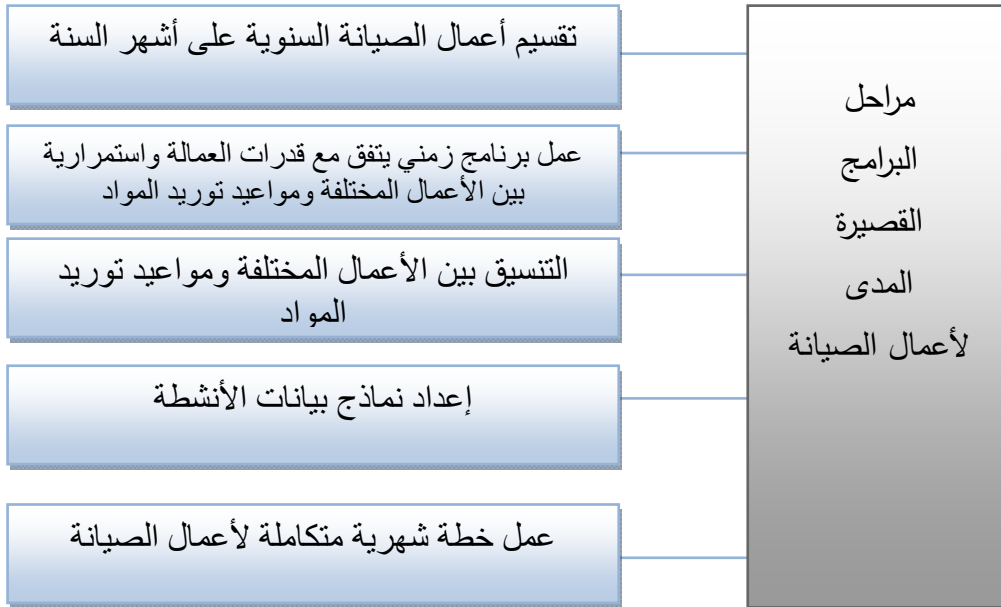 مراحل
البرامج
القصيرة
المدى
لأعمال الصيانة
تقسيم أعمال الصيانة السنوية على أشهر السنة
عمل برنامج زمني يتفق مع قدرات العمالة واستمرارية
بين الأعمال المختلفة ومواعيد توريد المواد
التنسيق بين الأعمال المختلفة ومواعيد توريد
المواد
إعداد نماذج بيانات الأنشطة
عمل خطة شهرية متكاملة لأعمال الصيانة